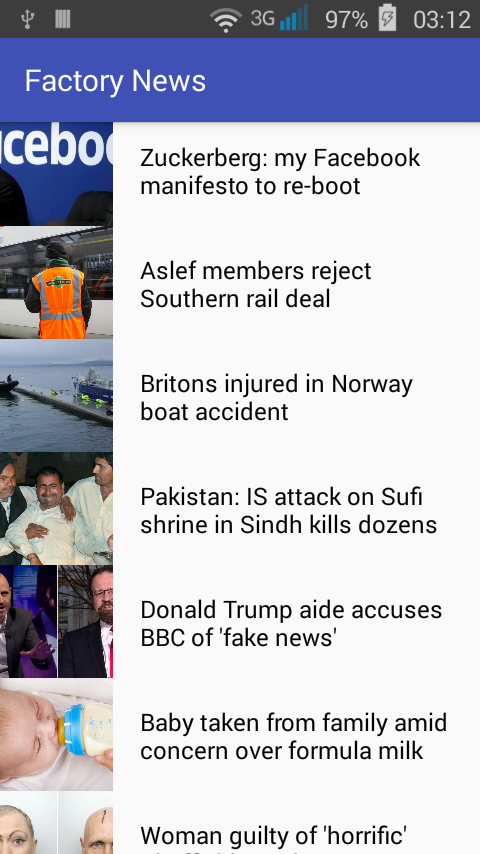 3G 97% 03:12
Factory News
Zuckerberg: my Facebook
manifesto to re-boot
Aslef members reject
Southern rail deal
Britons injured in Norway
boat accident
Pakistan: IS attack on Sufi
shrine in Sindh kills dozens
Donald Trump aide accuses
BBC of 'fake news'
Baby taken from family amid
concern over formula milk
Woman guilty of 'horrific'